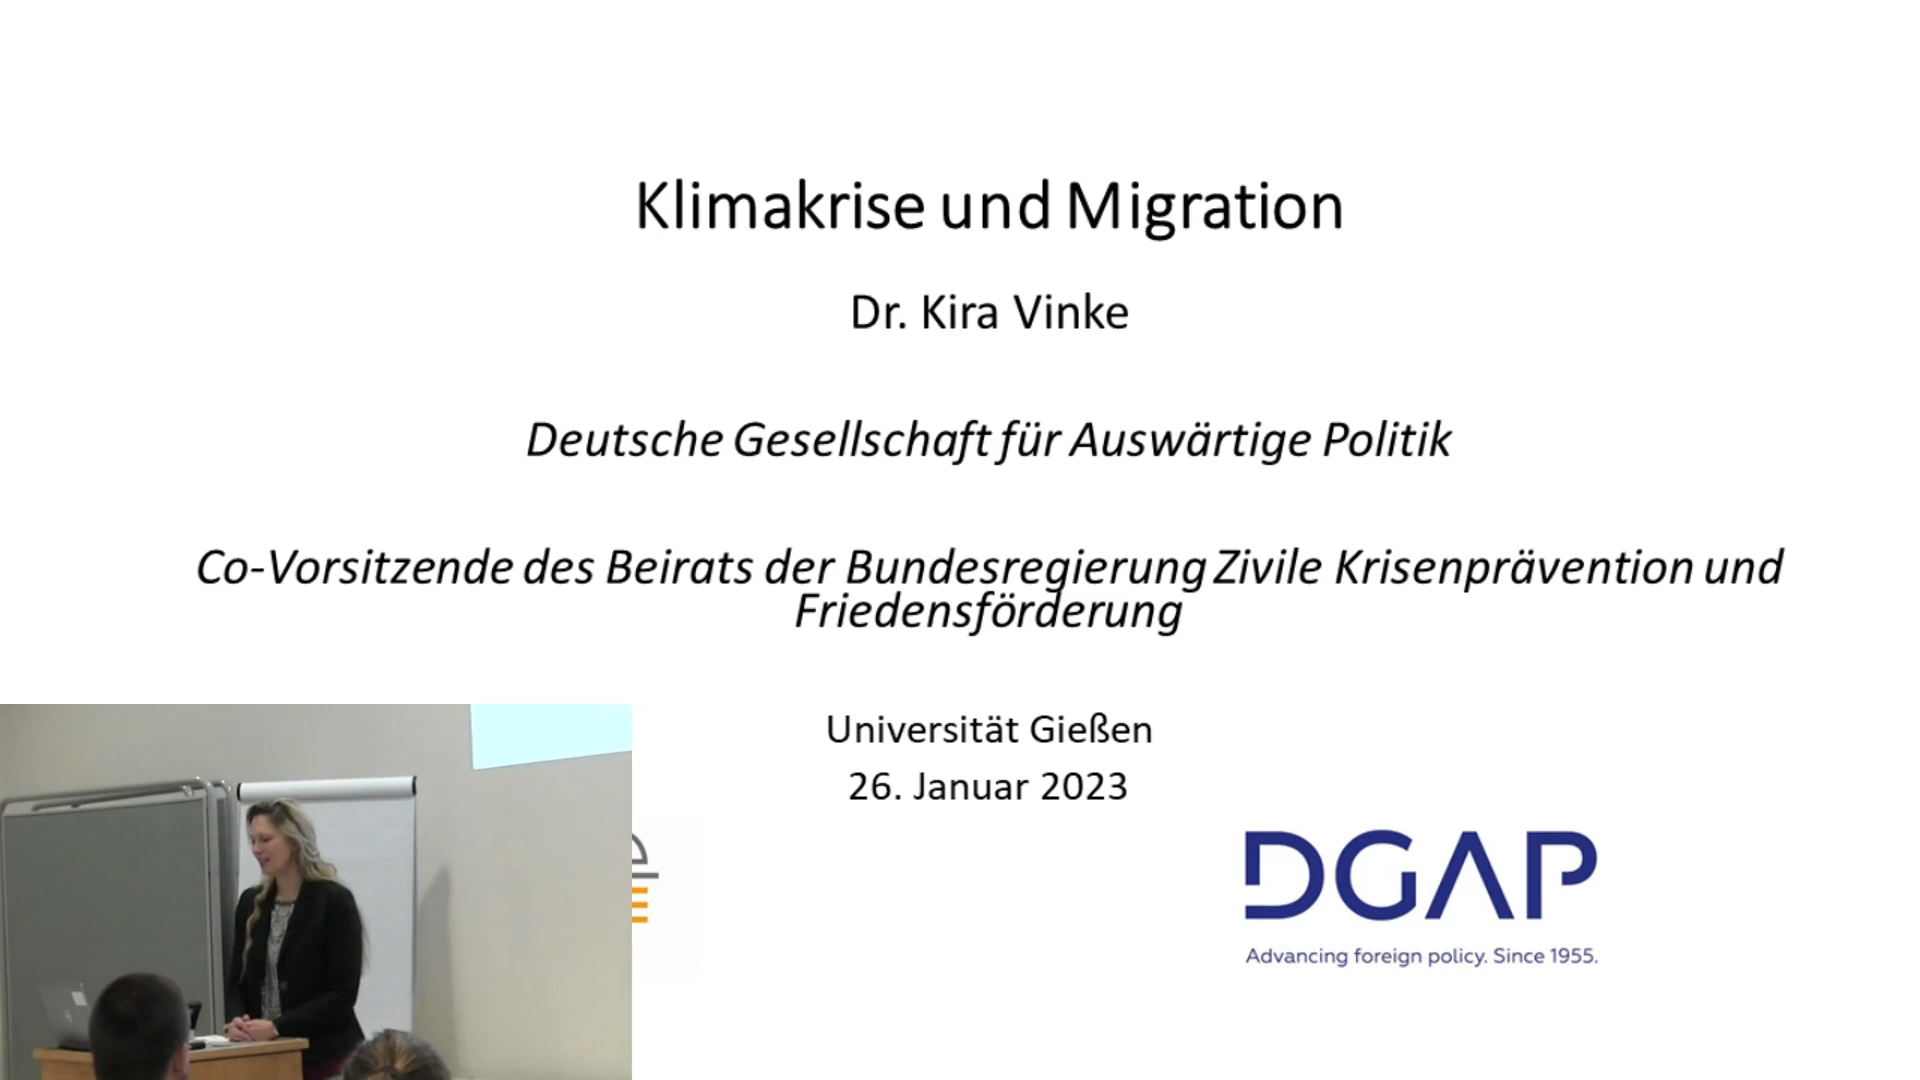 Klimakrise und Migration
Dr. Kira Vinke
Deutsche Gesellschaft für Auswärtige Politik
Co-Vorsitzende des Beirats der Bundesregierung Zivile Krisenprävention und
Friedensförderung
Universität Gießen
26. Januar 2023
DGAP
Advancing foreign policy. Since 1955.